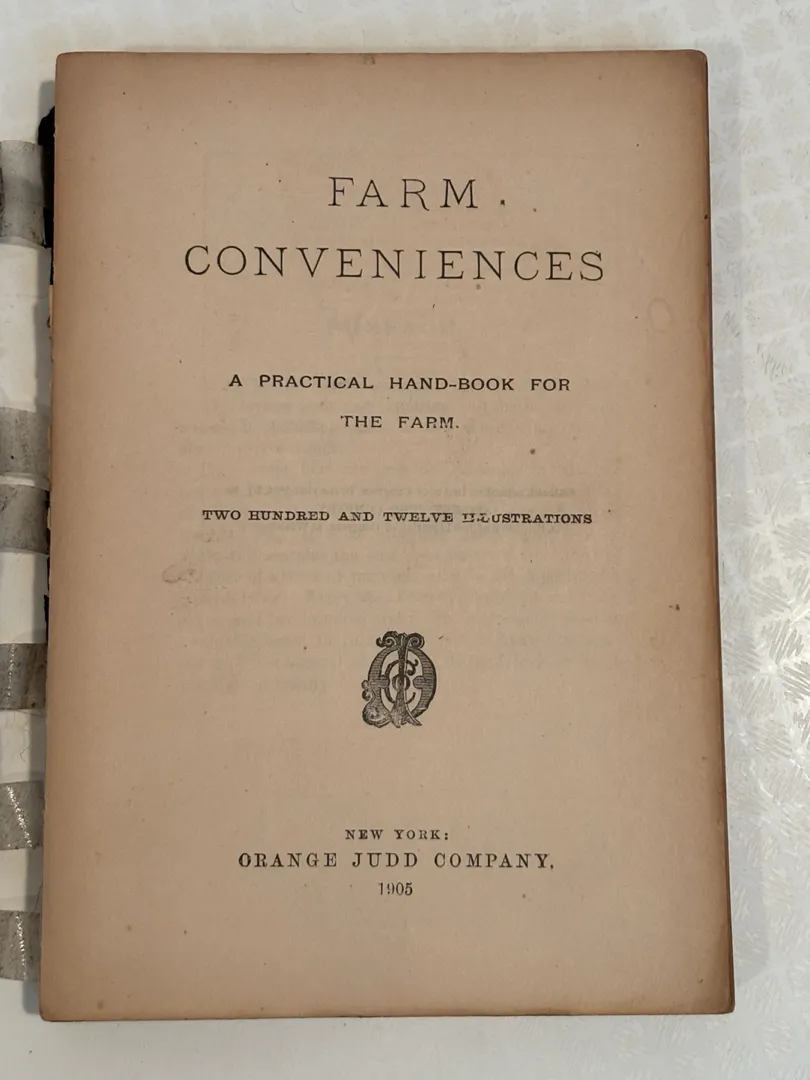 FARM
CONVENIENCES
A PRACTICAL HAND-BOOK FOR
THE FARM.
TWO HUNDRED AND TWELVE ILLUSTRATIONS
NEW YORK:
ORANGE JUDD COMPANY,
1905